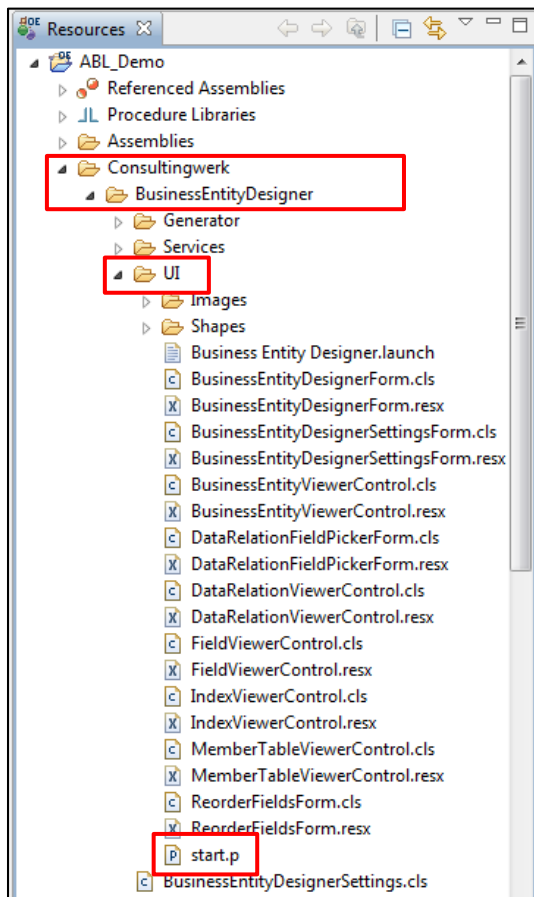 Resources
ABL_Demo
Referenced Assemblies
Procedure Libraries
Assemblies
Consultingwerk
BusinessEntityDesigner
Generator
Services
UI
Images
Shapes
Business Entity Designer.launch
BusinessEntityDesignerForm.cls
BusinessEntityDesignerForm.resx
BusinessEntityDesignerSettingsForm.cls
BusinessEntityDesignerSettingsForm.resx
BusinessEntityViewerControl.cls
BusinessEntityViewerControl.resx
DataRelationFieldPickerForm.cls
DataRelationFieldPickerForm.resx
DataRelationViewerControl.cls
DataRelationViewerControl.resx
FieldViewerControl.cls
FieldViewerControl.resx
IndexViewerControl.cls
IndexViewerControl.resx
MemberTableViewerControl.cls
MemberTableViewerControl.resx
ReorderFieldsForm.cls
ReorderFieldsForm.resx
start.p
BusinessEntityDesignerSettings.cls